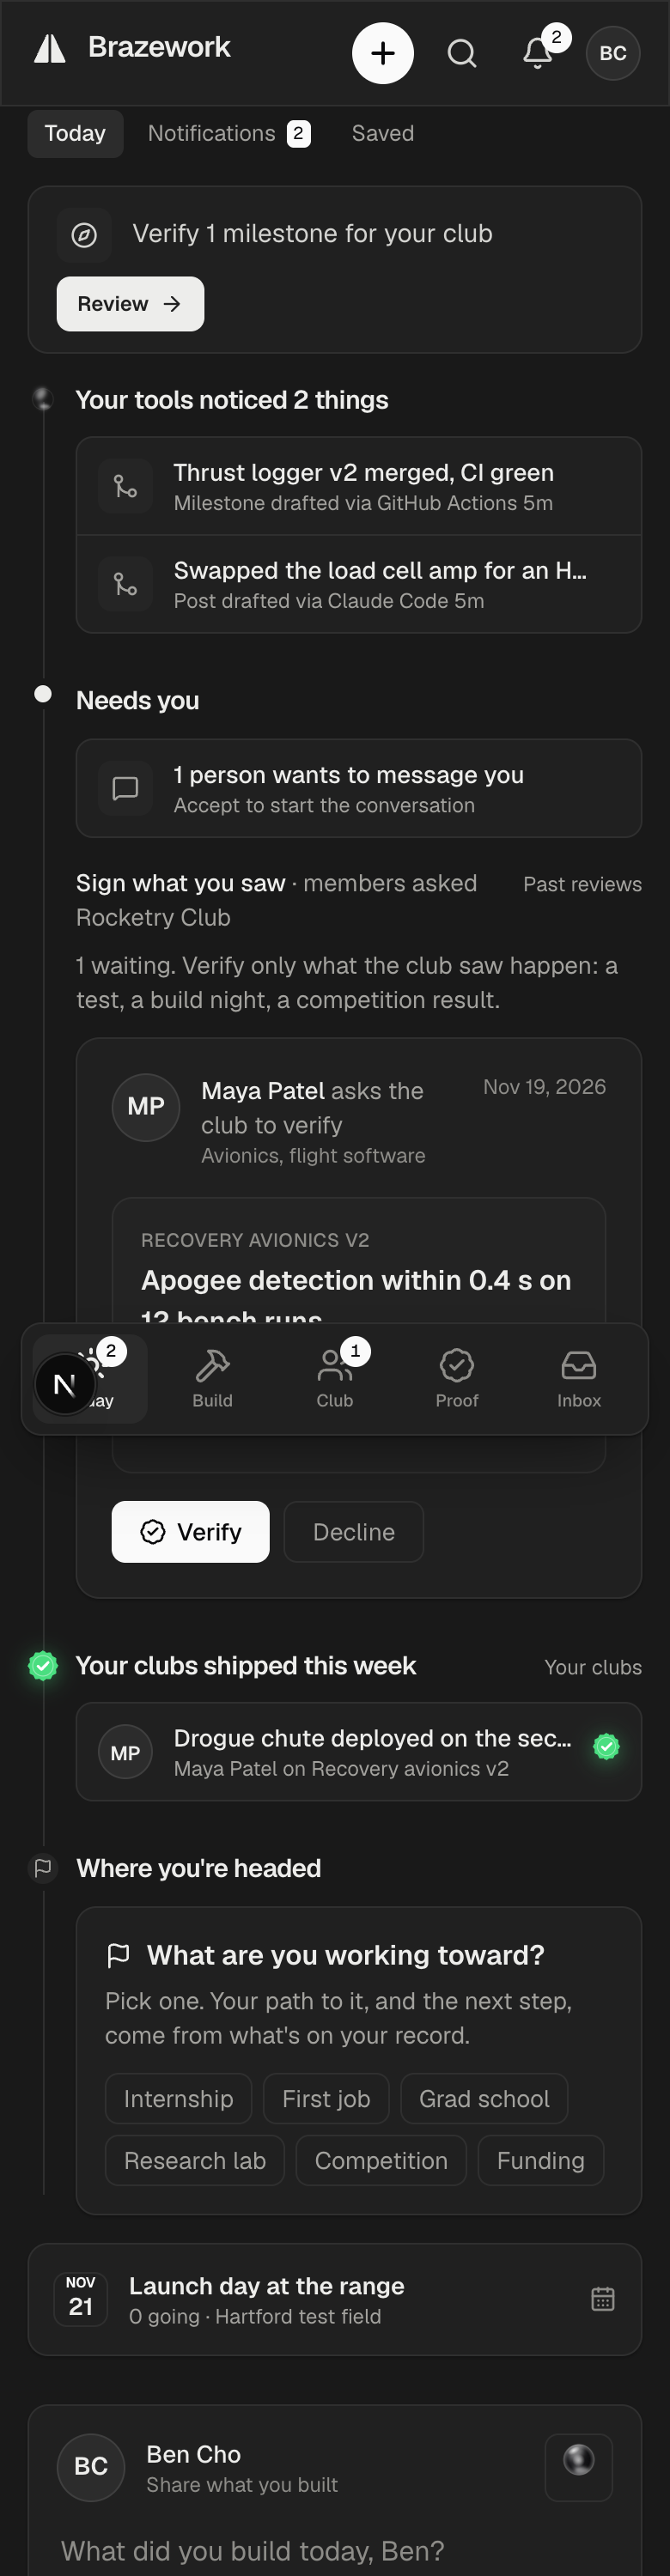 Brazework
2
BC
Today
Notifications 2
Saved
Verify 1 milestone for your club
Review
Your tools noticed 2 things
Thrust logger v2 merged, CI green
Milestone drafted via GitHub Actions 5m
Swapped the load cell amp for an H...
Post drafted via Claude Code 5m
Needs you
1 person wants to message you
Accept to start the conversation
Sign what you saw · members asked
Rocketry Club
Past reviews
1 waiting. Verify only what the club saw happen: a
test, a build night, a competition result.
MP
Maya Patel asks the
club to verify
Avionics, flight software
Nov 19, 2026
RECOVERY AVIONICS V2
Apogee detection within 0.4 s on
12 bench runs
2
N
day
Build
1
Club
Proof
Inbox
Verify
Decline
Your clubs shipped this week
Your clubs
MP
Drogue chute deployed on the sec...
Maya Patel on Recovery avionics v2
Where you're headed
What are you working toward?
Pick one. Your path to it, and the next step,
come from what's on your record.
Internship
First job
Grad school
Research lab
Competition
Funding
NOV
21
Launch day at the range
0 going · Hartford test field
BC
Ben Cho
Share what you built
What did you build today, Ben?